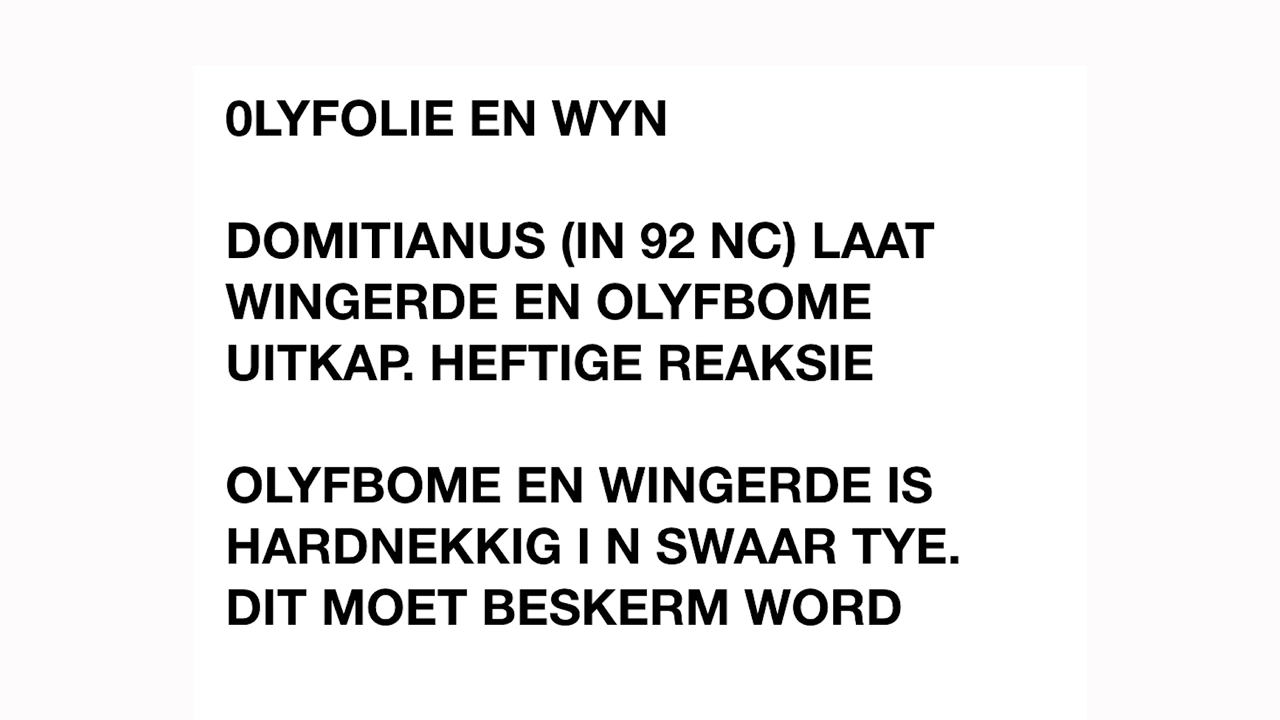 0LYFOLIE EN WYN
DOMITIANUS (IN 92 NC) LAAT
WINGERDE EN OLYFBOME
UITKAP. HEFTIGE REAKSIE
OLYFBOME EN WINGERDE IS
HARDNEKKIG I N SWAAR TYE.
DIT MOET BESKERM WORD